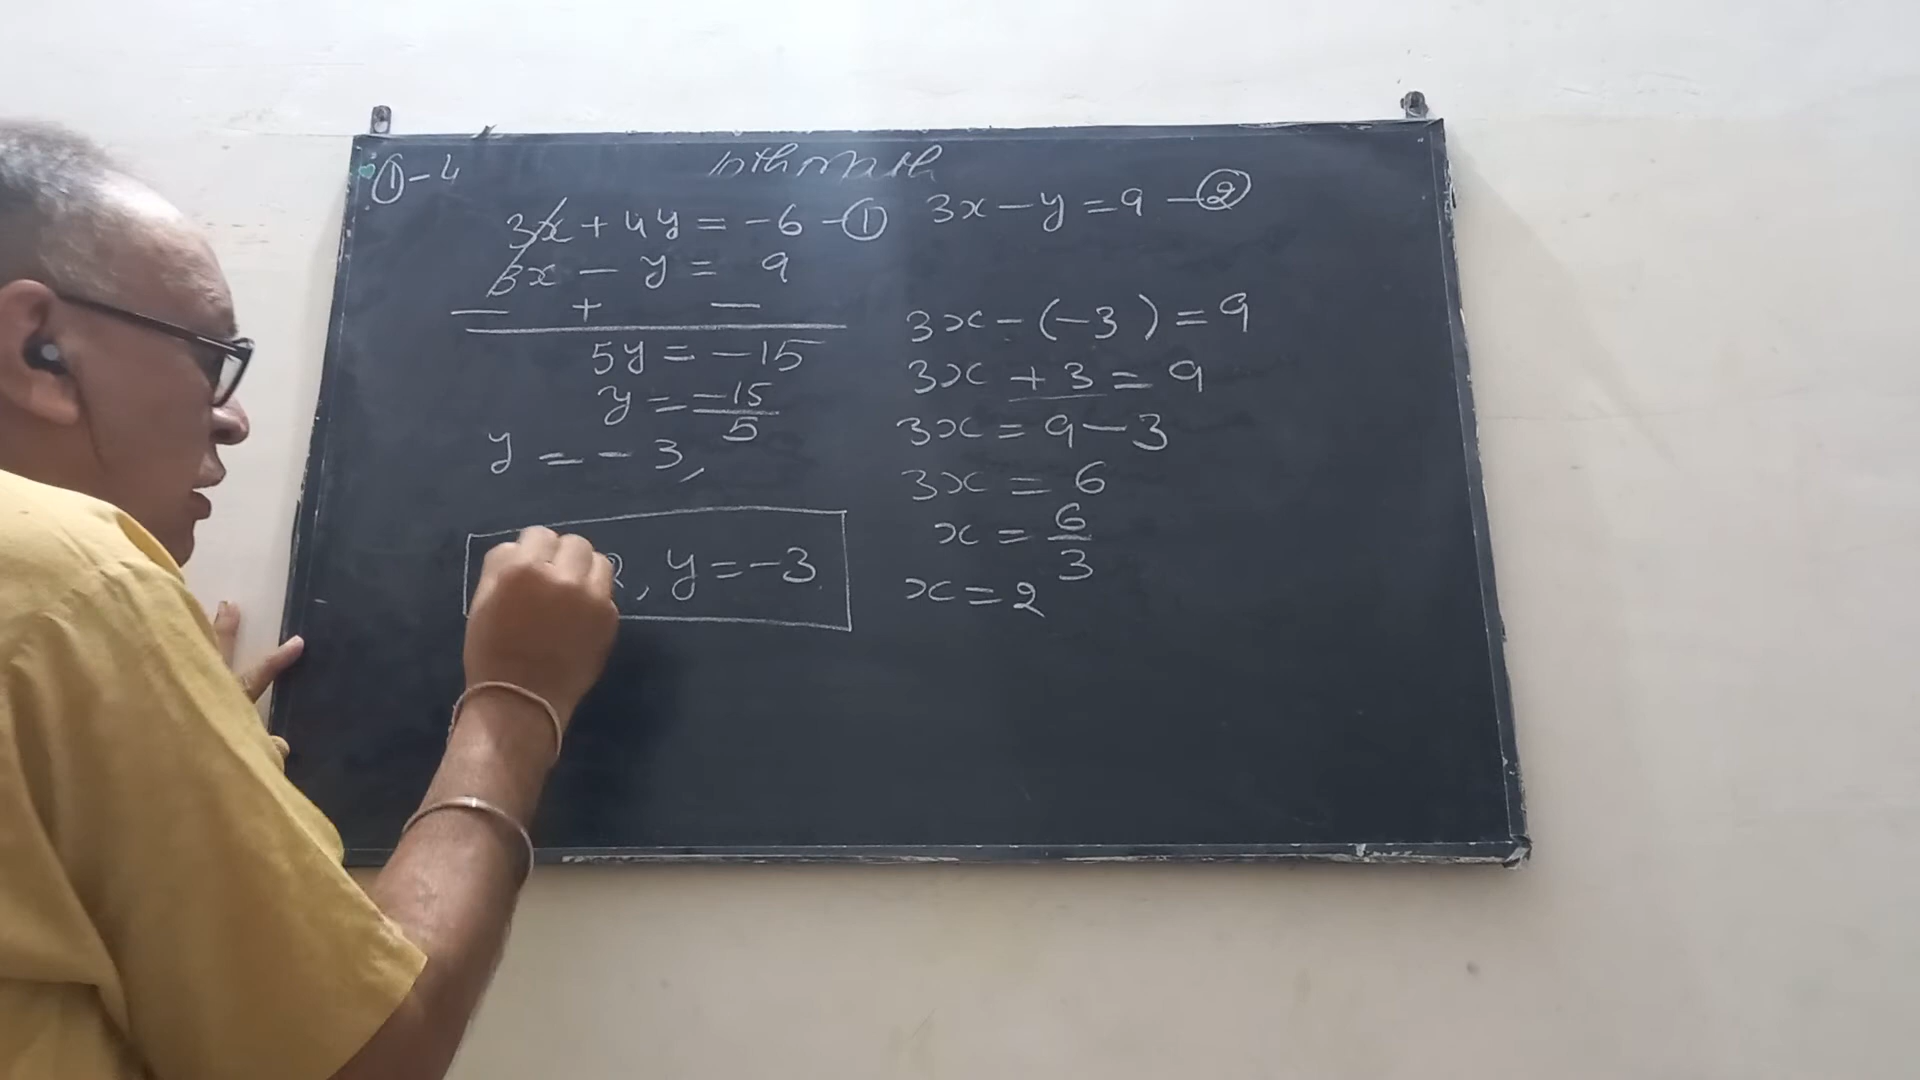 ①-4
10th math
3x + 4y = -6 -①
3x - y = 9
- + -
5y = -15
y = -15/5
y = -3,
2, y = -3
3x - y = 9 -②
3x - (-3) = 9
3x + 3 = 9
3x = 9 - 3
3x = 6
x = 6/3
x = 2